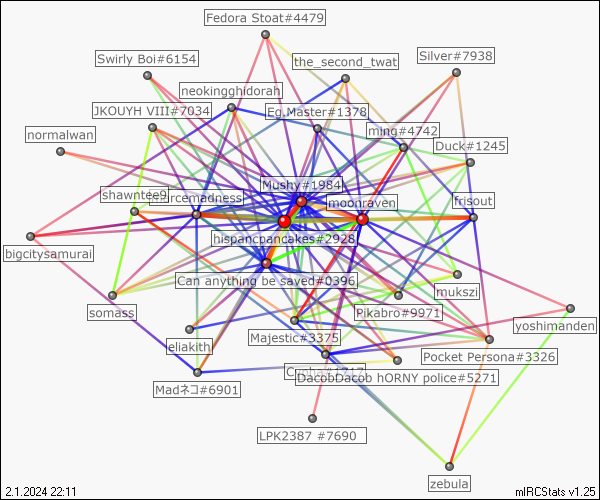 Fedora Stoat#4479
Swirly Boi#6154
the_second_twat
Silver#7938
neokingghidorah
JKOUYH VIII#7034
Eg.Master#1378
normalwan
ming#4742
Duck#1245
Mushy#1984
shawntee9
moonraven
frisout
hispancpancakes#2928
bigcitysamurai
Can anything be saved#0396
mukszi
somass
Pikabro#9971
yoshimanden
Majestic#3375
eliakith
Pocket Persona#3326
DacobDacob hORNY police#5271
Madネコ#6901
LPK2387 #7690
zebula
2.1.2024 22:11
mIRCStats v1.25